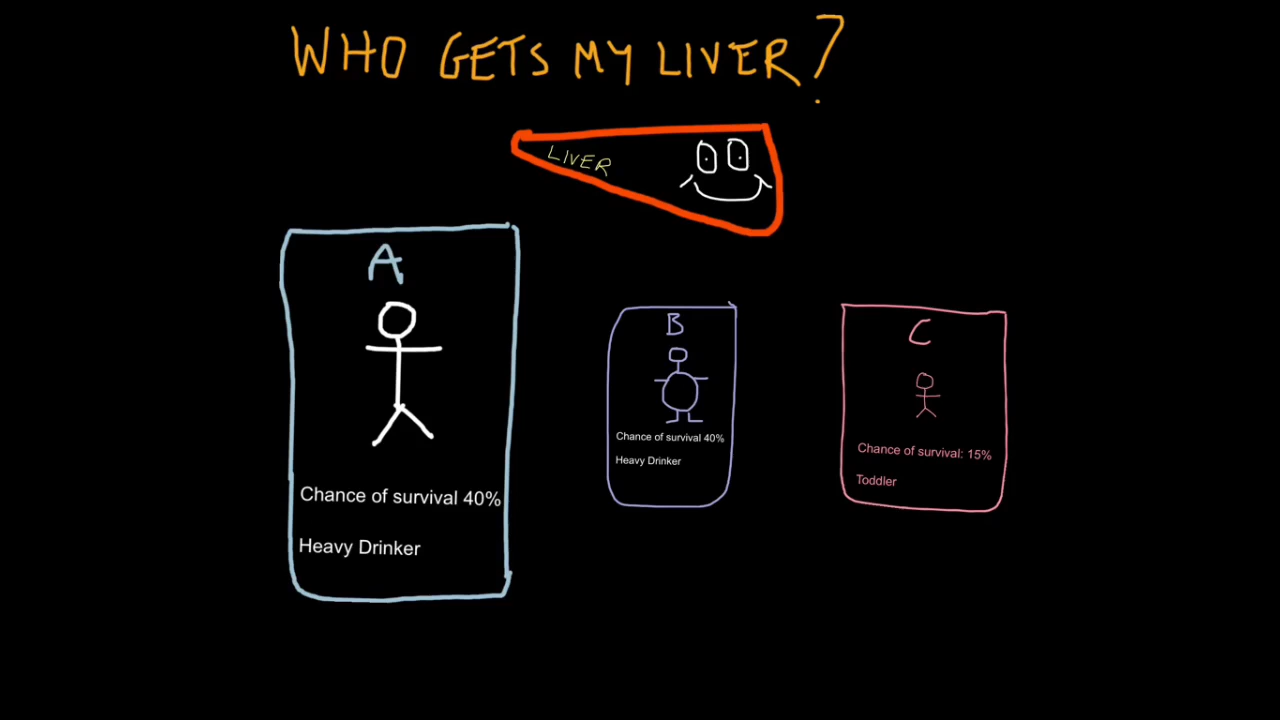 WHO GETS MY LIVER?
LIVER
A
Chance of survival 40%
Heavy Drinker
B
Chance of survival 40%
Heavy Drinker
C
Chance of survival: 15%
Toddler